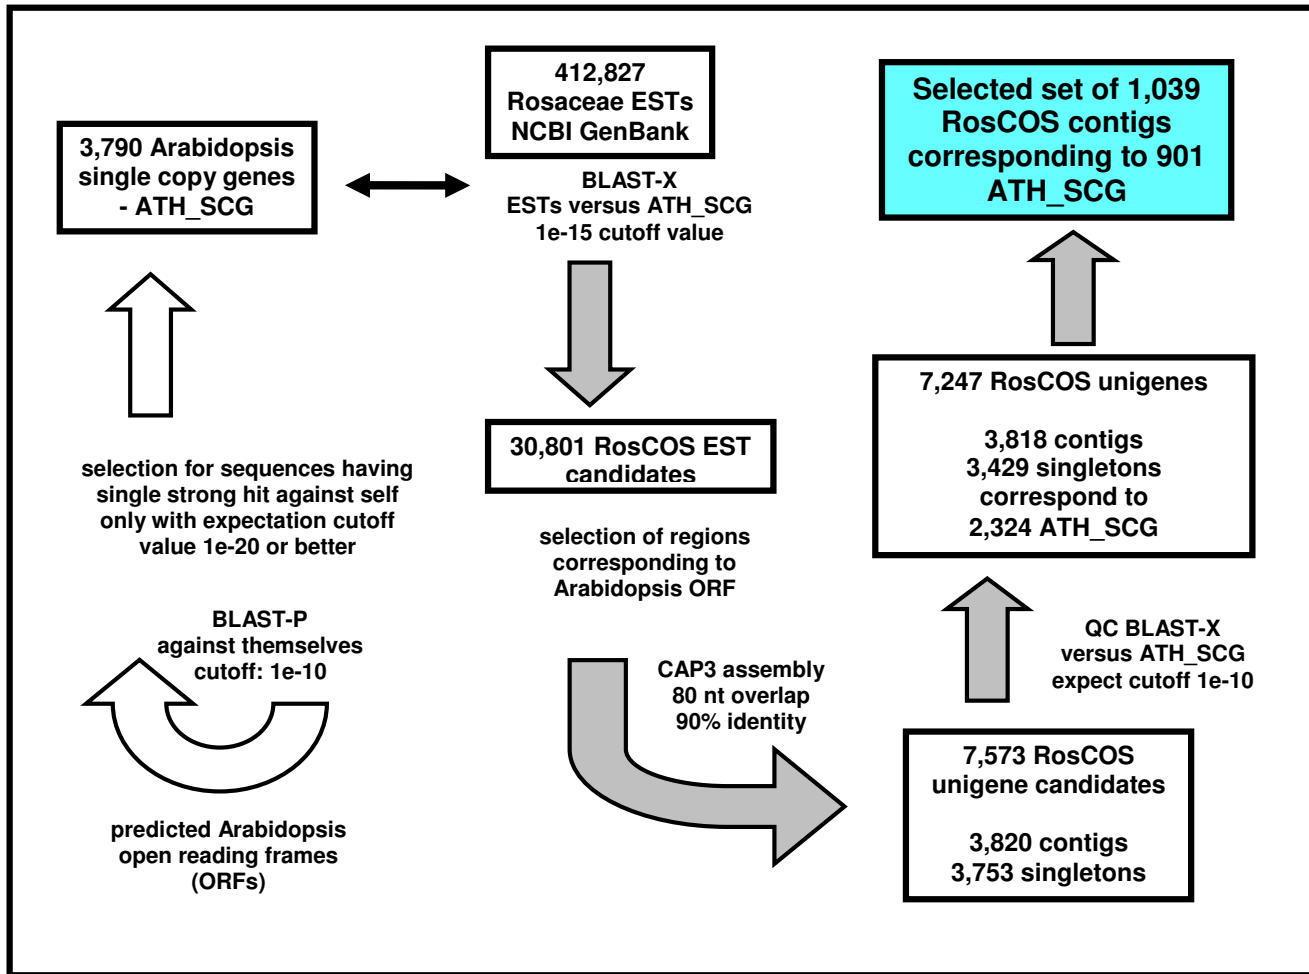 3,790 Arabidopsis
single copy genes
- ATH_SCG
selection for sequences having
single strong hit against self
only with expectation cutoff
value 1e-20 or better
BLAST-P
against themselves
cutoff: 1e-10
predicted Arabidopsis
open reading frames
(ORFs)
412,827
Rosaceae ESTs
NCBI GenBank
BLAST-X
ESTs versus ATH_SCG
1e-15 cutoff value
30,801 RosCOS EST
candidates
selection of regions
corresponding to
Arabidopsis ORF
CAP3 assembly
80 nt overlap
90% identity
Selected set of 1,039
RosCOS contigs
corresponding to 901
ATH_SCG
7,247 RosCOS unigenes
3,818 contigs
3,429 singletons
correspond to
2,324 ATH_SCG
QC BLAST-X
versus ATH_SCG
expect cutoff 1e-10
7,573 RosCOS
unigene candidates
3,820 contigs
3,753 singletons